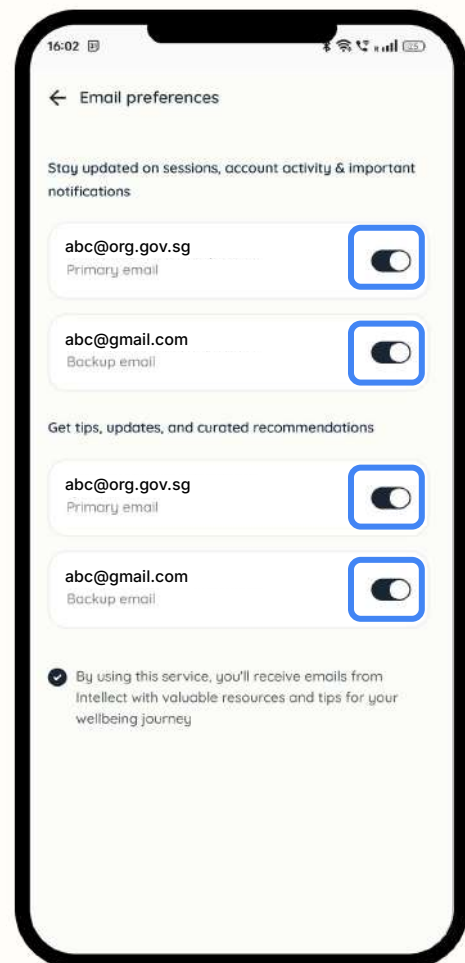 16:02
Email preferences
Stay updated on sessions, account activity & important
notifications
abc@org.gov.sg
Primary email
abc@gmail.com
Backup email
Get tips, updates, and curated recommendations
abc@org.gov.sg
Primary email
abc@gmail.com
Backup email
By using this service, you'll receive emails from
Intellect with valuable resources and tips for your
wellbeing journey